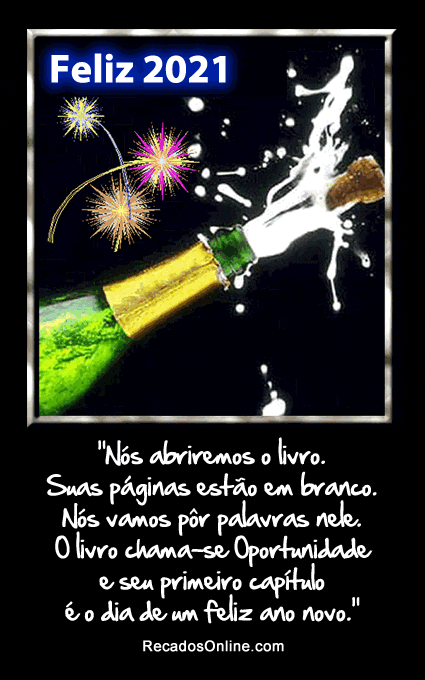 Feliz 2021
"Nós abriremos o livro.
Suas páginas estão em branco.
Nós vamos pôr palavras nele.
O livro chama-se Oportunidade
e seu primeiro capítulo
é o dia de um feliz ano novo."
RecadosOnline.com